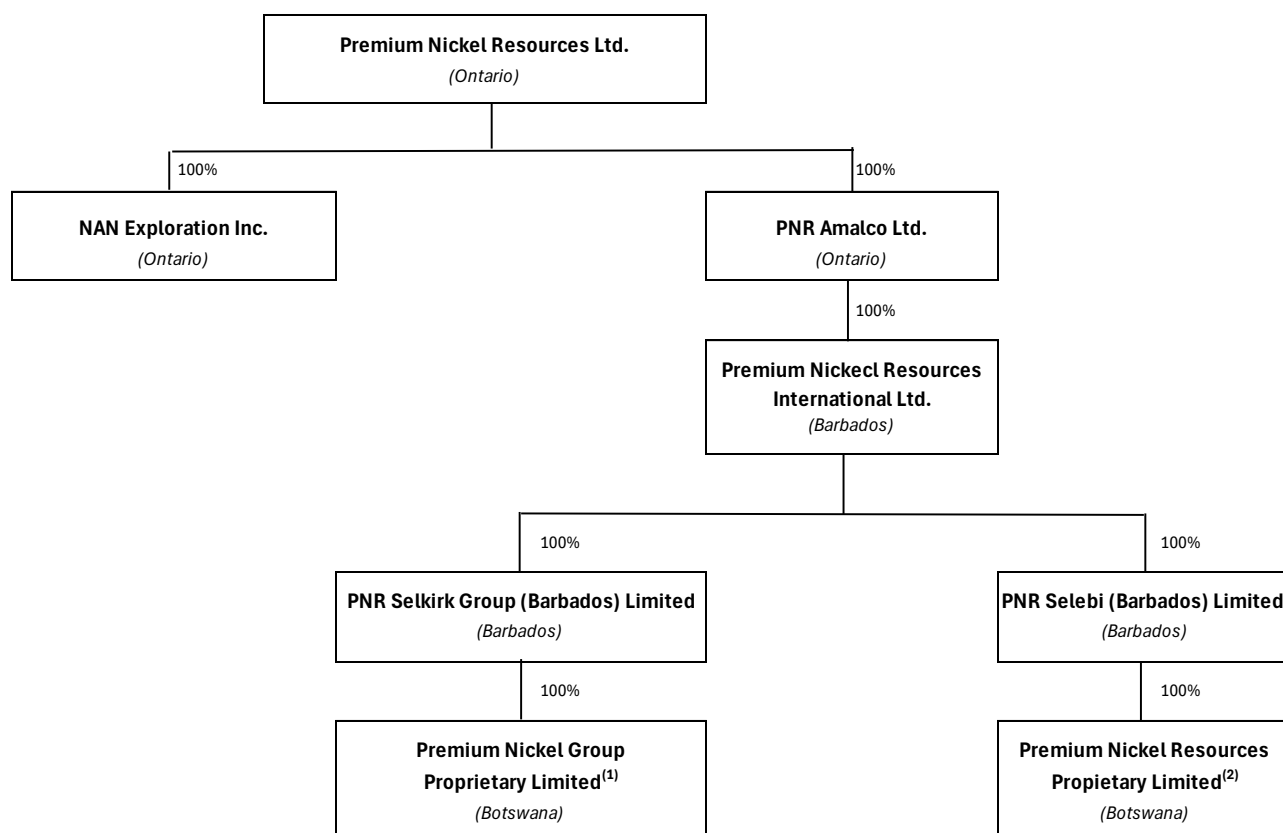 Premium Nickel Resources Ltd.
(Ontario)
100%
100%
NAN Exploration Inc.
(Ontario)
PNR Amalco Ltd.
(Ontario)
100%
Premium Nickecl Resources
International Ltd.
(Barbados)
100%
100%
PNR Selkirk Group (Barbados) Limited
(Barbados)
PNR Selebi (Barbados) Limited
(Barbados)
100%
100%
Premium Nickel Group
Proprietary Limited(1)
(Botswana)
Premium Nickel Resources
Propietary Limited(2)
(Botswana)